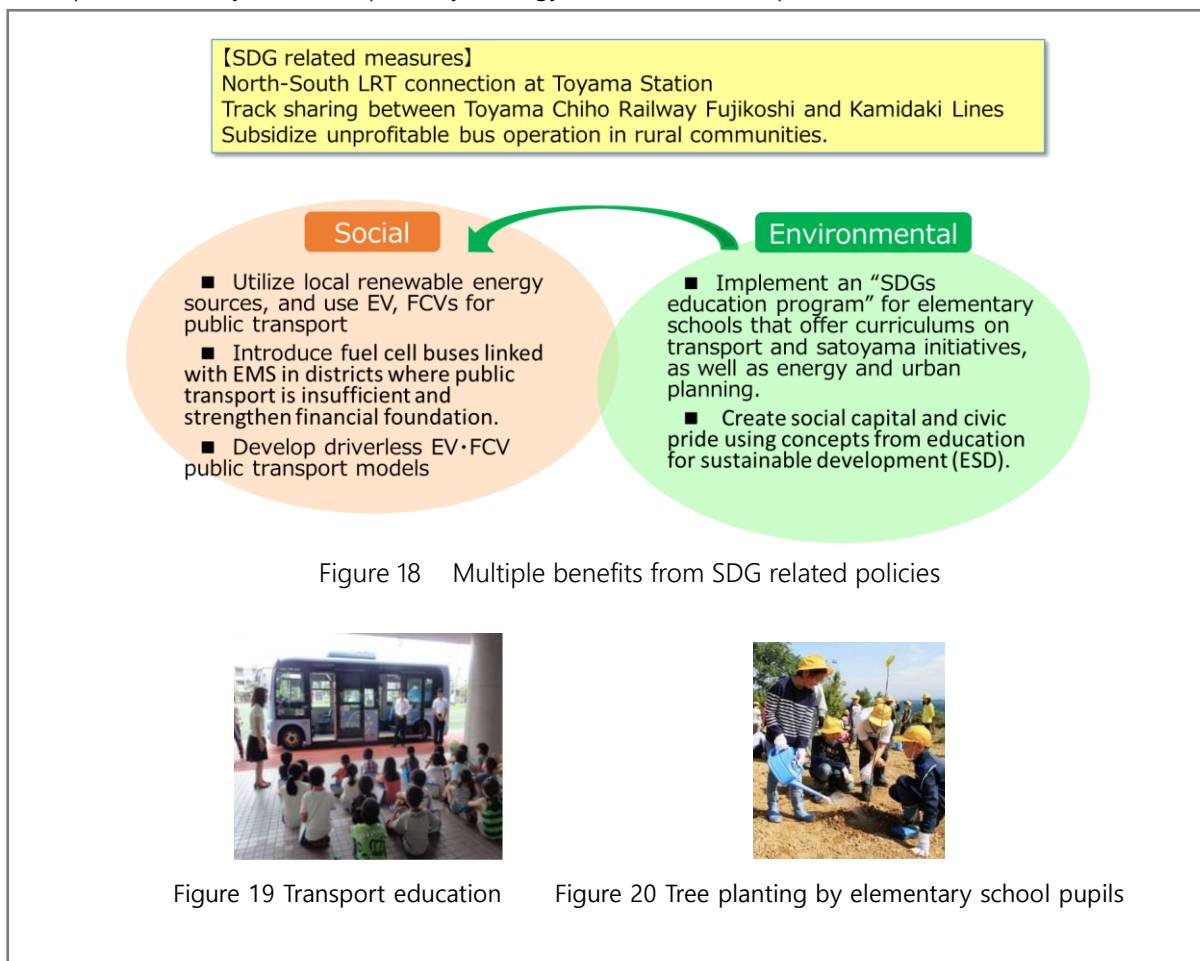 【SDG related measures】
North-South LRT connection at Toyama Station
Track sharing between Toyama Chiho Railway Fujikoshi and Kamidaki Lines
Subsidize unprofitable bus operation in rural communities.
Social
■ Utilize local renewable energy
sources, and use EV, FCVs for
public transport
■ Introduce fuel cell buses linked
with EMS in districts where public
transport is insufficient and
strengthen financial foundation.
■ Develop driverless EV・FCV
public transport models
Environmental
■ Implement an “SDGs
education program” for elementary
schools that offer curriculums on
transport and satoyama initiatives,
as well as energy and urban
planning.
■ Create social capital and civic
pride using concepts from education
for sustainable development (ESD).
Figure 18 Multiple benefits from SDG related policies
Figure 19 Transport education
Figure 20 Tree planting by elementary school pupils